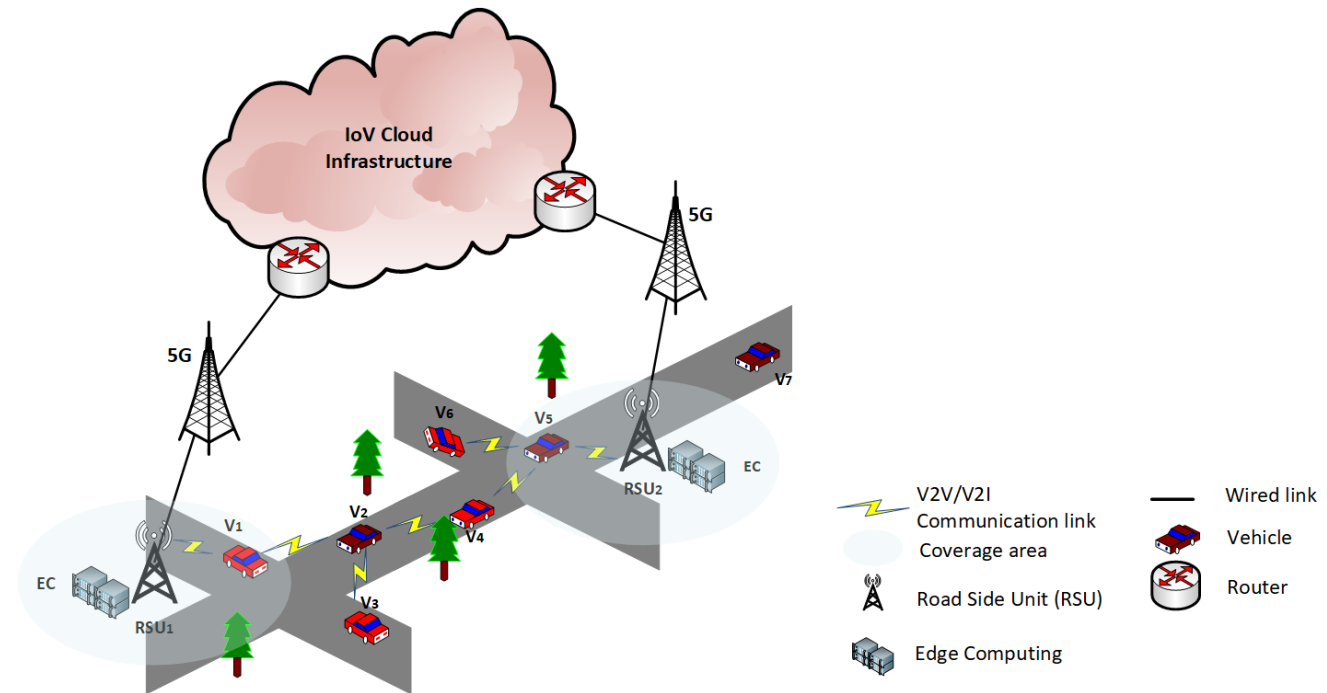 IoV Cloud
Infrastructure
5G
5G
V7
V6
V5
EC
RSU2
V2
V4
V1
EC
V3
RSU1
V2V/V2I
Communication link
Coverage area
Road Side Unit (RSU)
Edge Computing
Wired link
Vehicle
Router